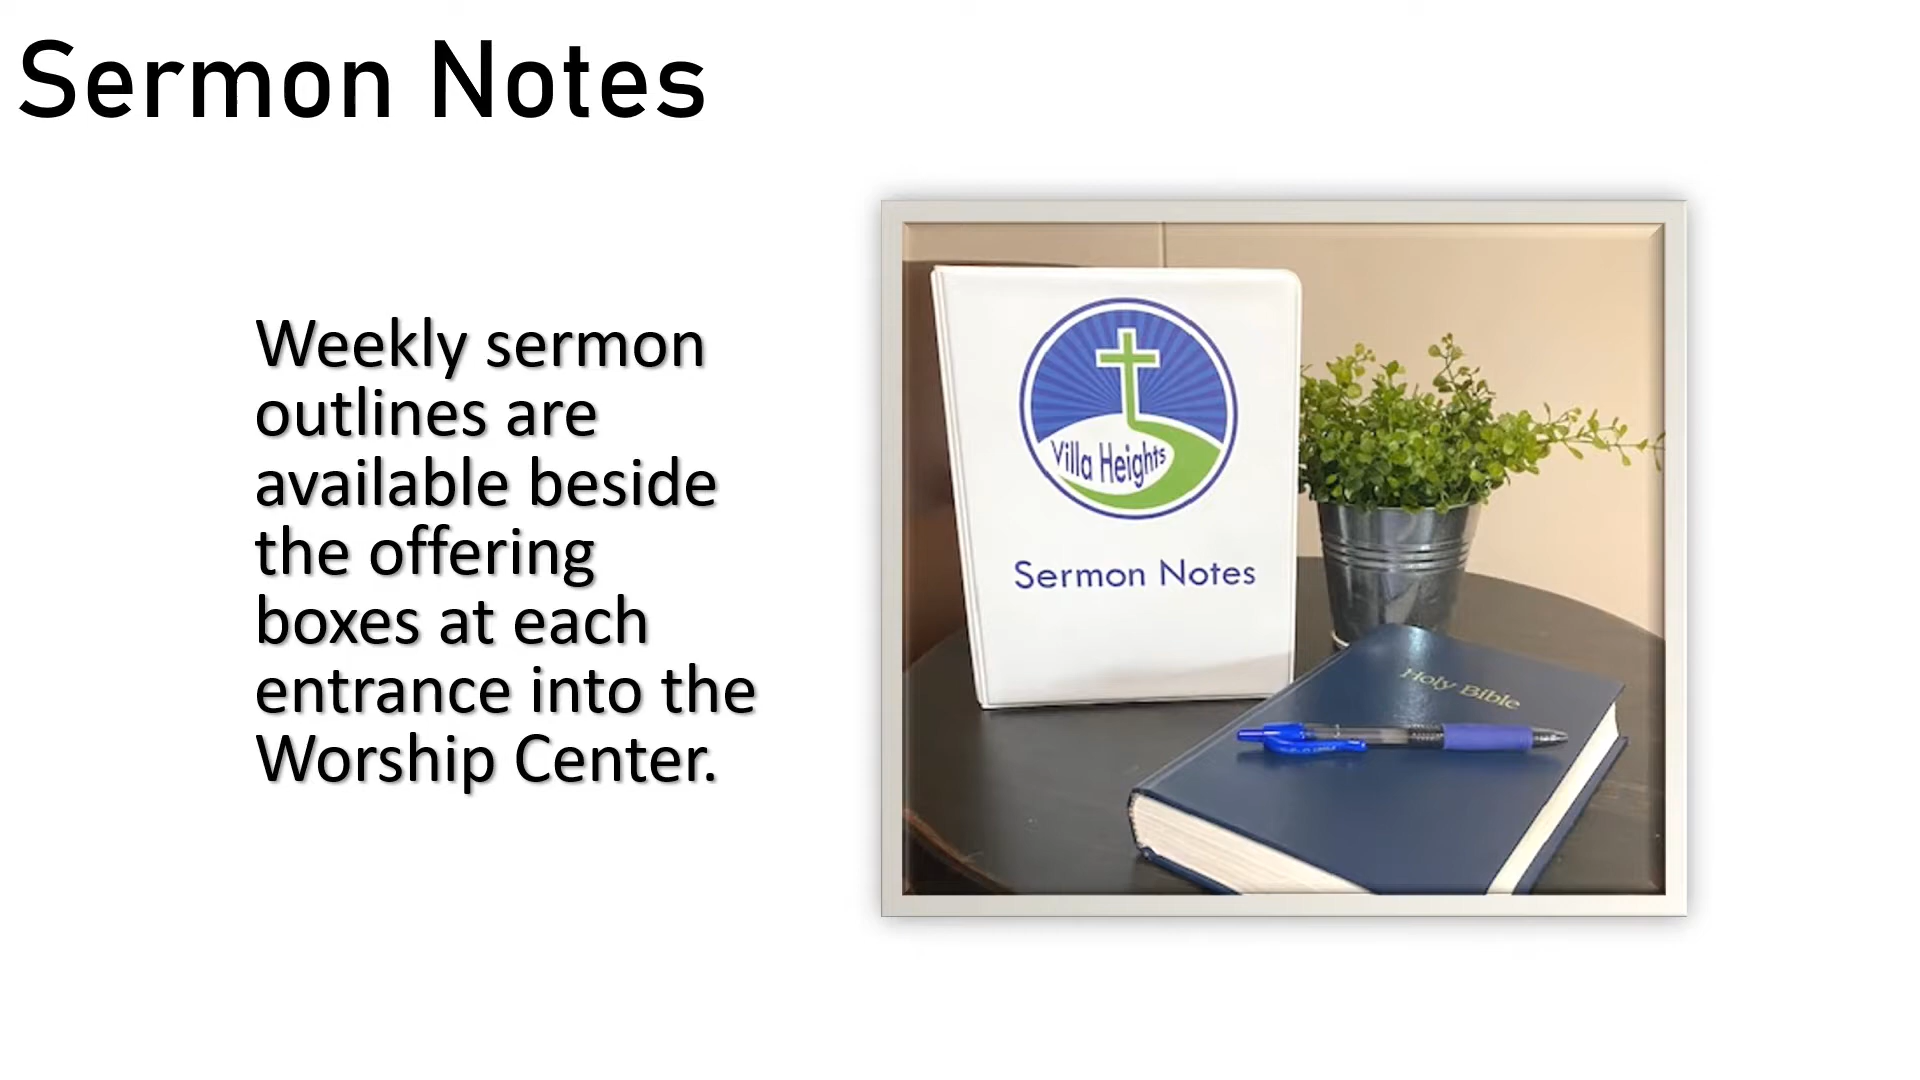 Sermon Notes
Weekly sermon
outlines are
available beside
the offering
boxes at each
entrance into the
Worship Center.
Villa Heights
Sermon Notes
Holy Bible